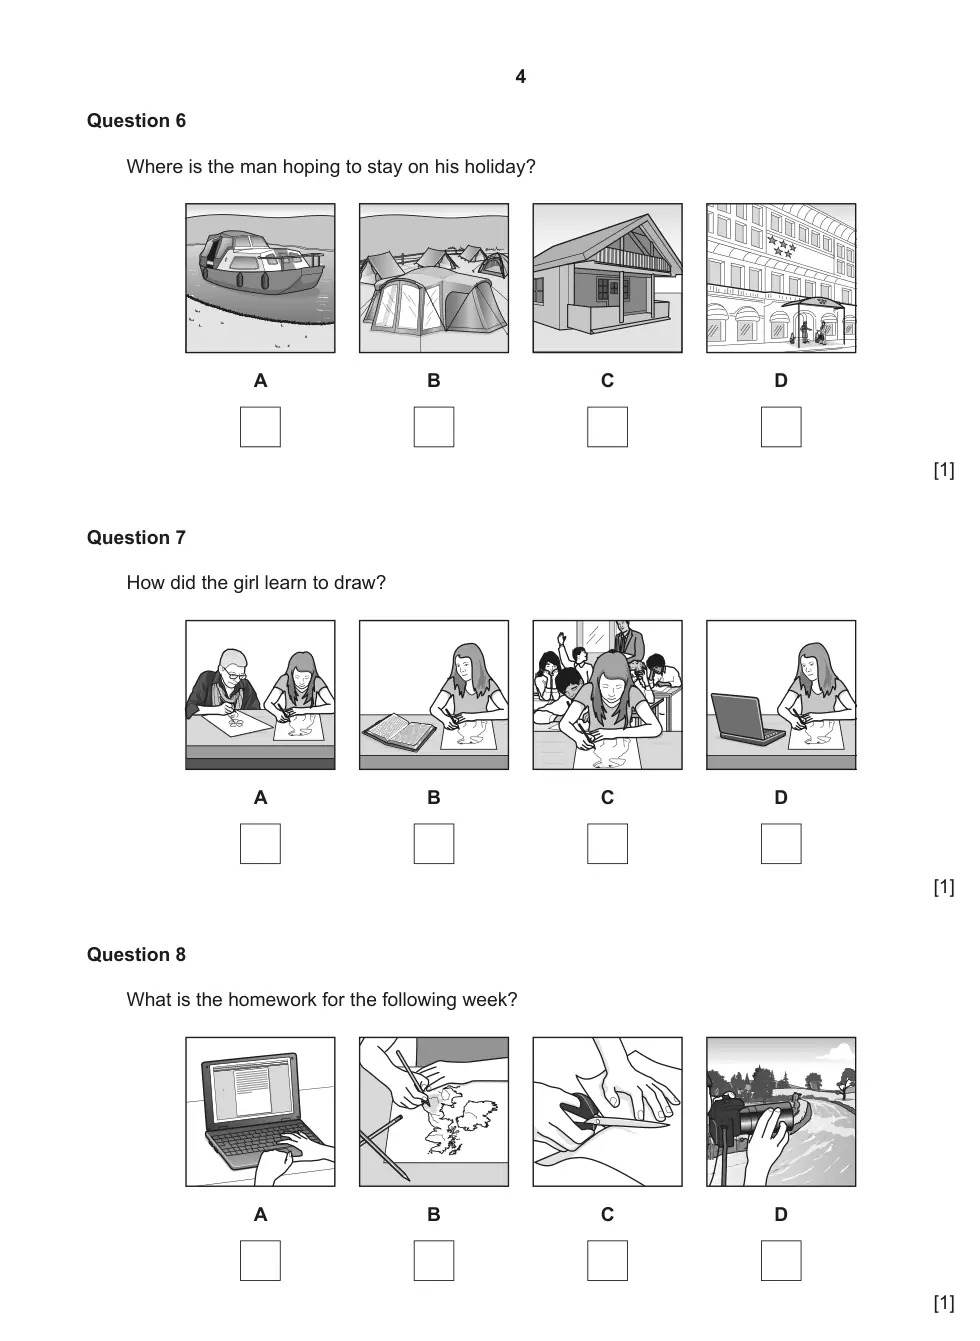 4
Question 6
Where is the man hoping to stay on his holiday?
A B C D
[1]
Question 7
How did the girl learn to draw?
A B C D
[1]
Question 8
What is the homework for the following week?
A B C D
[1]